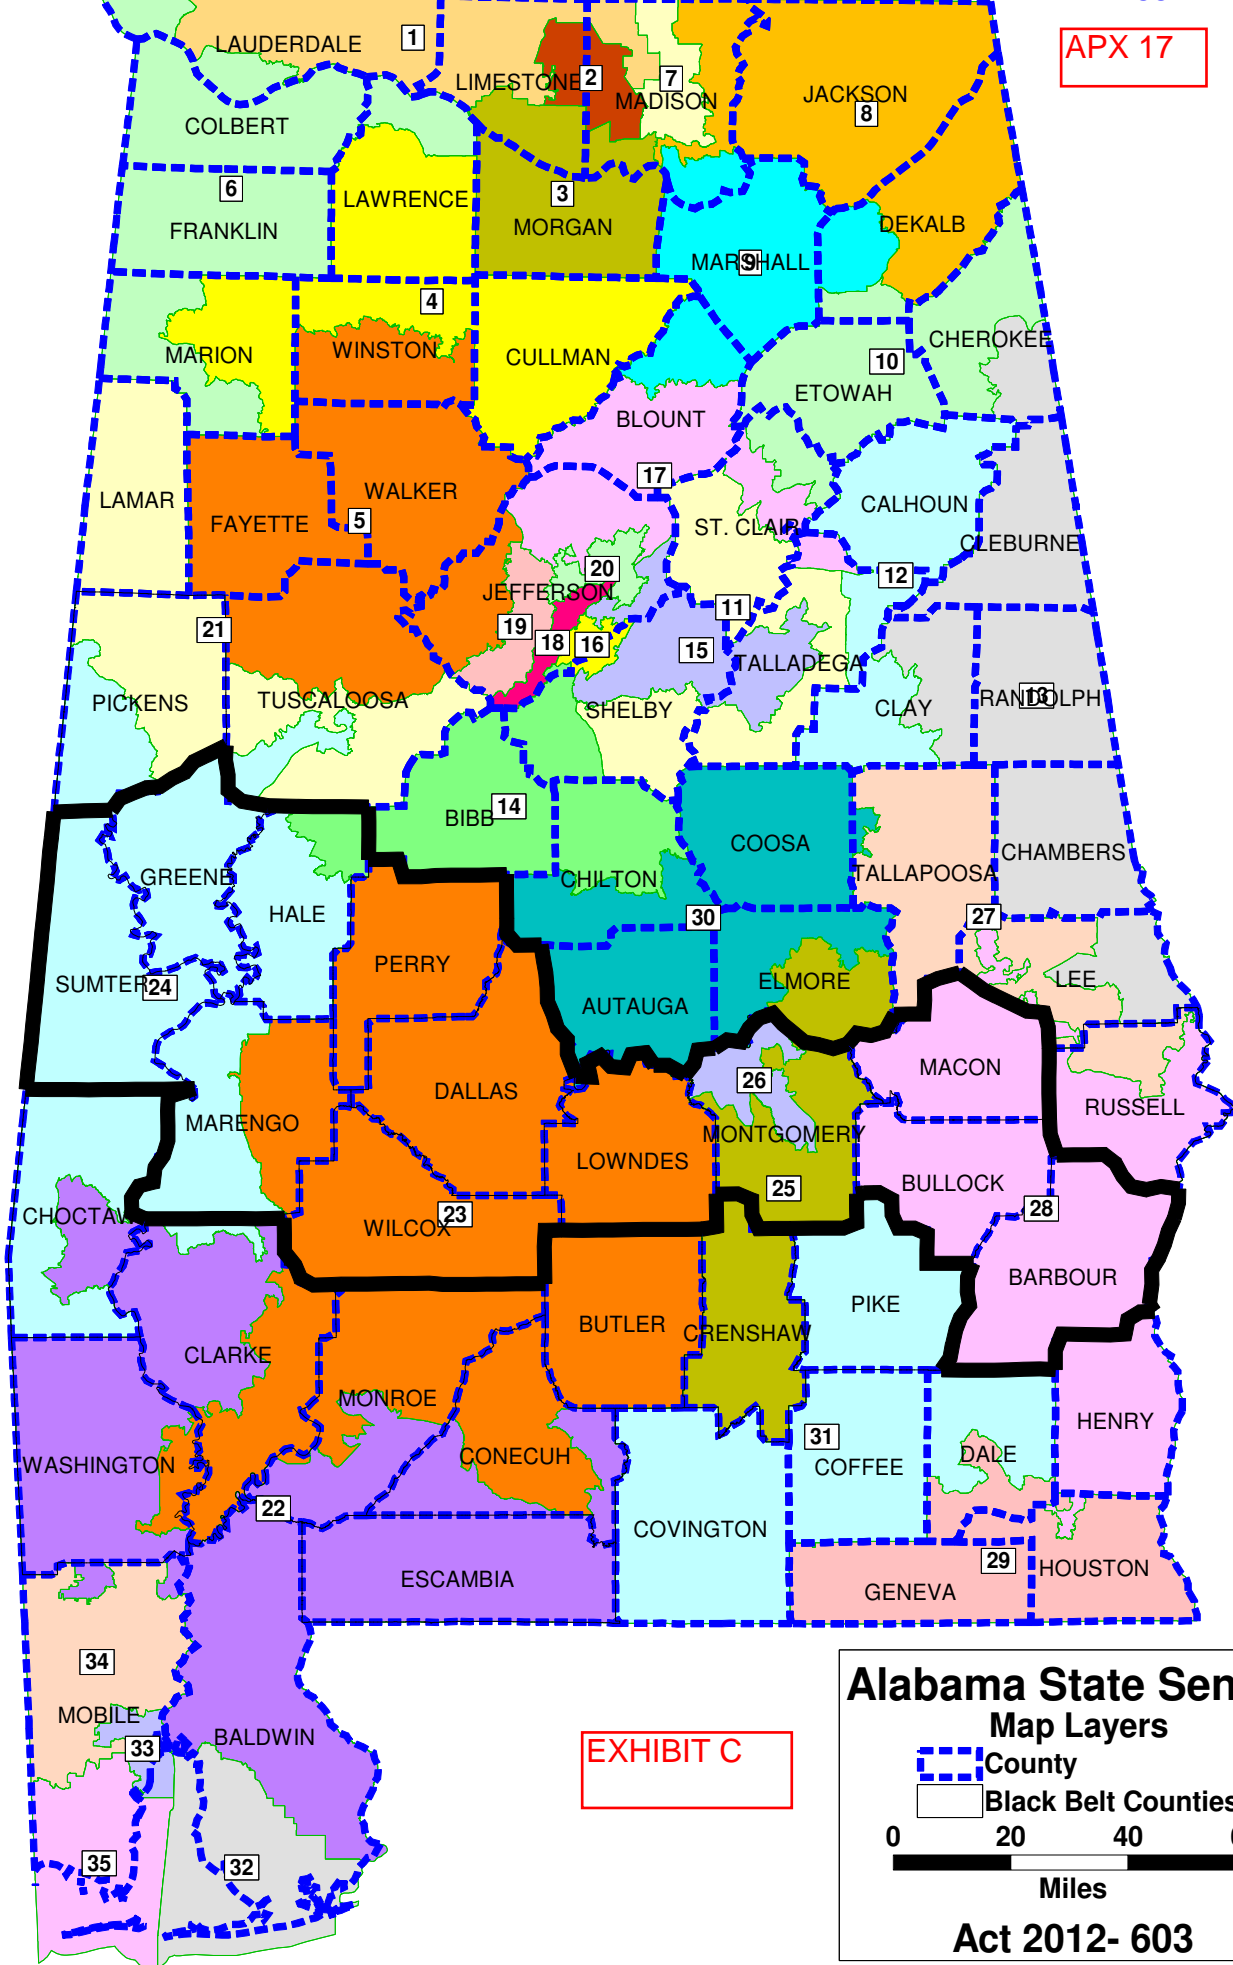 APX 17
LAUDERDALE
1
LIMESTONE
2
7
MADISON
JACKSON
8
COLBERT
6
FRANKLIN
LAWRENCE
3
MORGAN
DEKALB
MARSHALL
9
4
MARION
WINSTON
CULLMAN
CHEROKEE
10
ETOWAH
BLOUNT
17
LAMAR
FAYETTE
5
WALKER
ST. CLAIR
CALHOUN
CLEBURNE
20
JEFFERSON
12
11
21
19
18
16
15
TALLADEGA
PICKENS
TUSCALOOSA
SHELBY
CLAY
RANDOLPH
13
BIBB
14
COOSA
CHILTON
TALLAPOOSA
CHAMBERS
GREENE
HALE
30
27
PERRY
SUMTER
24
ELMORE
LEE
AUTAUGA
DALLAS
26
MACON
MARENGO
MONTGOMERY
RUSSELL
LOWNDES
25
BULLOCK
28
CHOCTAW
WILCOX
23
BARBOUR
PIKE
BUTLER
CRENSHAW
CLARKE
MONROE
HENRY
31
COFFEE
DALE
WASHINGTON
CONECUH
22
COVINGTON
29
HOUSTON
ESCAMBIA
GENEVA
34
MOBILE
33
BALDWIN
35
32
EXHIBIT C
Alabama State Sen
Map Layers
County
Black Belt Counties
0 20 40
Miles
Act 2012- 603